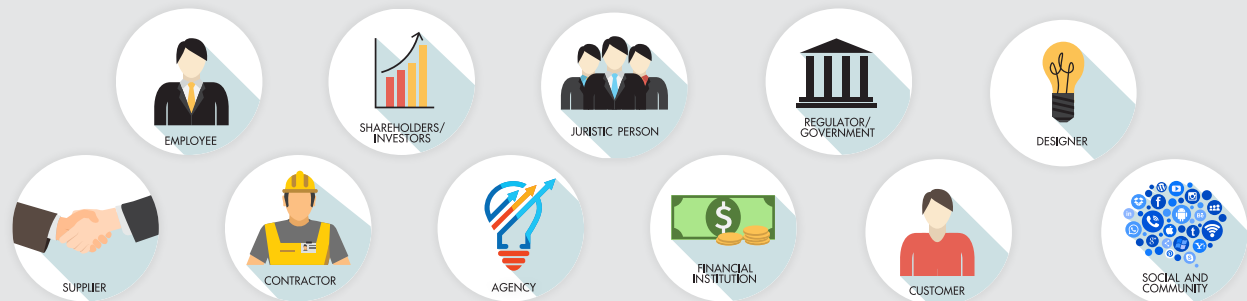 EMPLOYEE
SHAREHOLDERS/
INVESTORS
JURISTIC PERSON
REGULATOR/
GOVERNMENT
DESIGNER
SUPPLIER
CONTRACTOR
AGENCY
$
FINANCIAL
INSTITUTION
CUSTOMER
SOCIAL AND
COMMUNITY